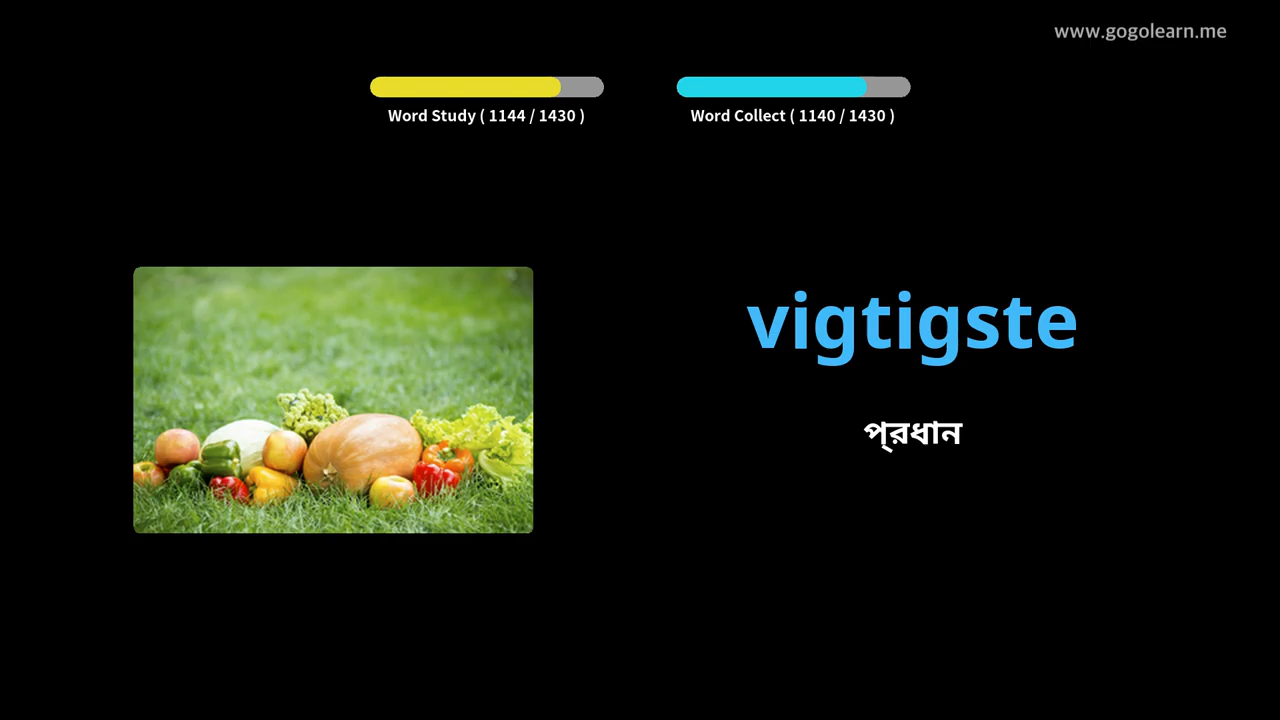 www.gogolearn.me
Word Study ( 1144 / 1430 )
Word Collect ( 1140 / 1430 )
vigtigste
প্রধান